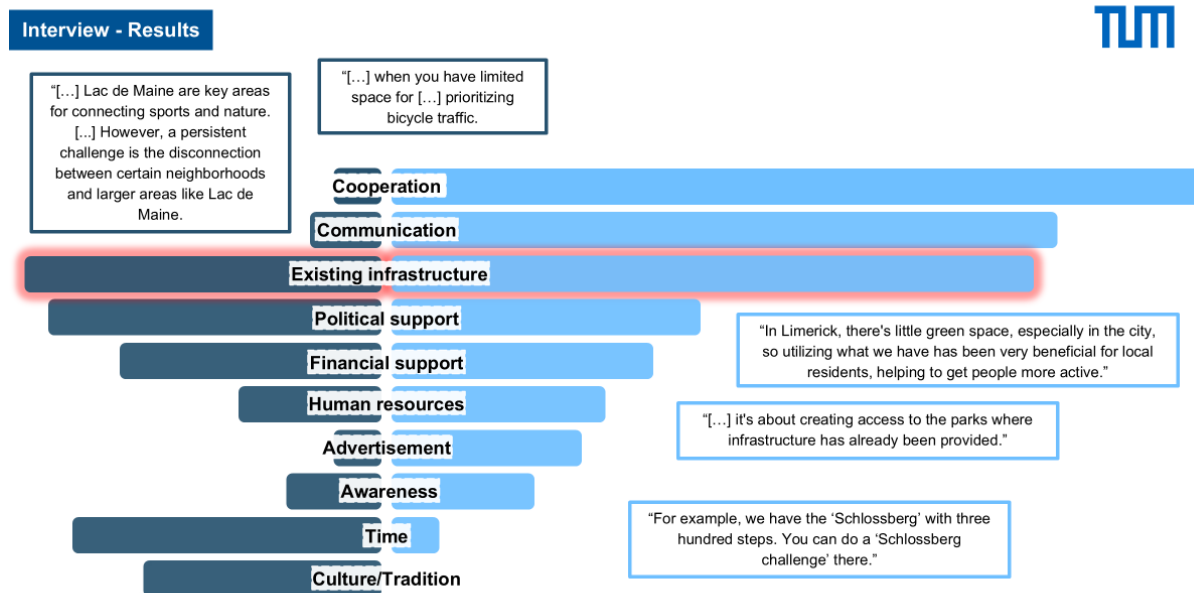 Interview - Results
TUM
“[…] Lac de Maine are key areas
for connecting sports and nature.
[...] However, a persistent
challenge is the disconnection
between certain neighborhoods
and larger areas like Lac de
Maine.
“[…] when you have limited
space for […] prioritizing
bicycle traffic.
Cooperation
Communication
Existing infrastructure
Political support
Financial support
Human resources
Advertisement
Awareness
Time
Culture/Tradition
“In Limerick, there's little green space, especially in the city,
so utilizing what we have has been very beneficial for local
residents, helping to get people more active.”
“[…] it's about creating access to the parks where
infrastructure has already been provided.”
“For example, we have the ‘Schlossberg’ with three
hundred steps. You can do a ‘Schlossberg
challenge’ there.”